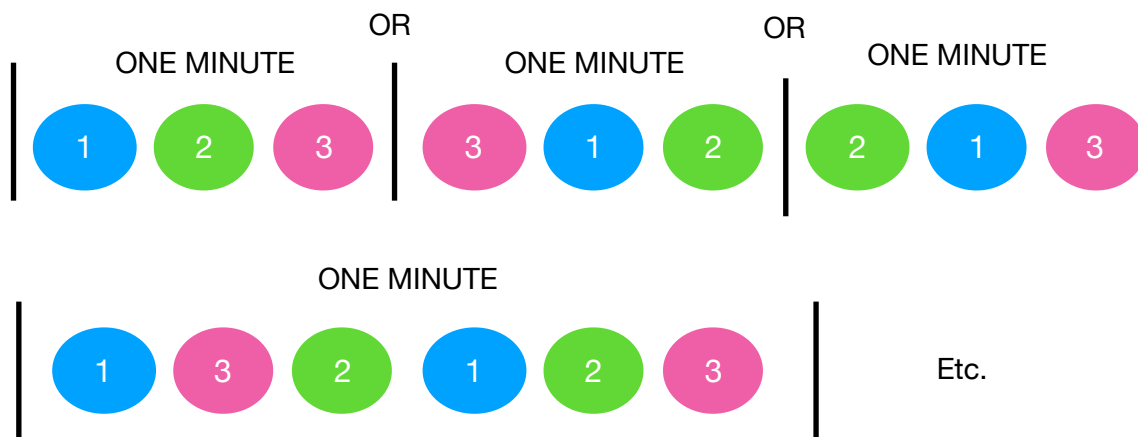 OR OR
ONE MINUTE ONE MINUTE ONE MINUTE
1 2 3 3 1 2 2 1 3
ONE MINUTE
1 3 2 1 2 3 Etc.